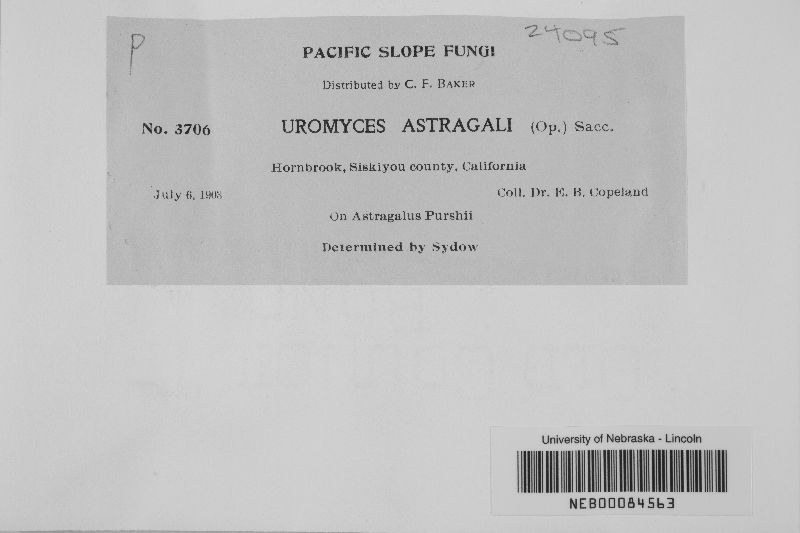 P
24095
PACIFIC SLOPE FUNGI
Distributed by C. F. BAKER
No. 3706 UROMYCES ASTRAGALI (Op.) Sacc.
Hornbrook, Siskiyou county, California
July 6, 1903 Coll. Dr. E. B. Copeland
On Astragalus Purshii
Determined by Sydow
University of Nebraska - Lincoln
NEB00084563